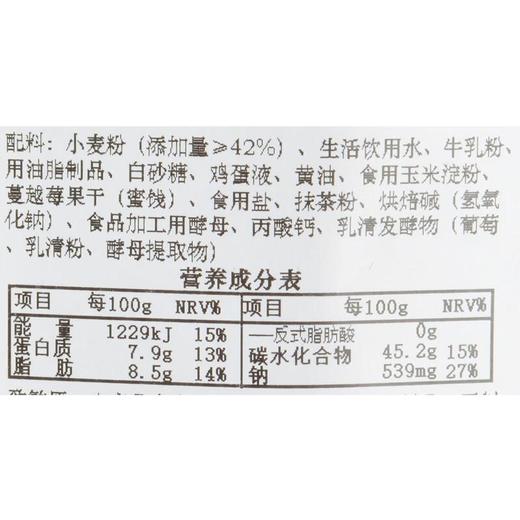 配料：小麦粉（添加量≥42%）、生活饮用水、牛乳粉、
用油脂制品、白砂糖、鸡蛋液、黄油、食用玉米淀粉、
蔓越莓果干（蜜饯）、食用盐、抹茶粉、烘焙碱（氢氧
化钠）、食品加工用酵母、丙酸钙、乳清发酵物（葡萄
、乳清粉、酵母提取物）
营养成分表
项目 每100g NRV% 项目 每100g NRV%
能量 1229kJ 15% —反式脂肪酸 0g
蛋白质 7.9g 13% 碳水化合物 45.2g 15%
脂肪 8.5g 14% 钠 539mg 27%